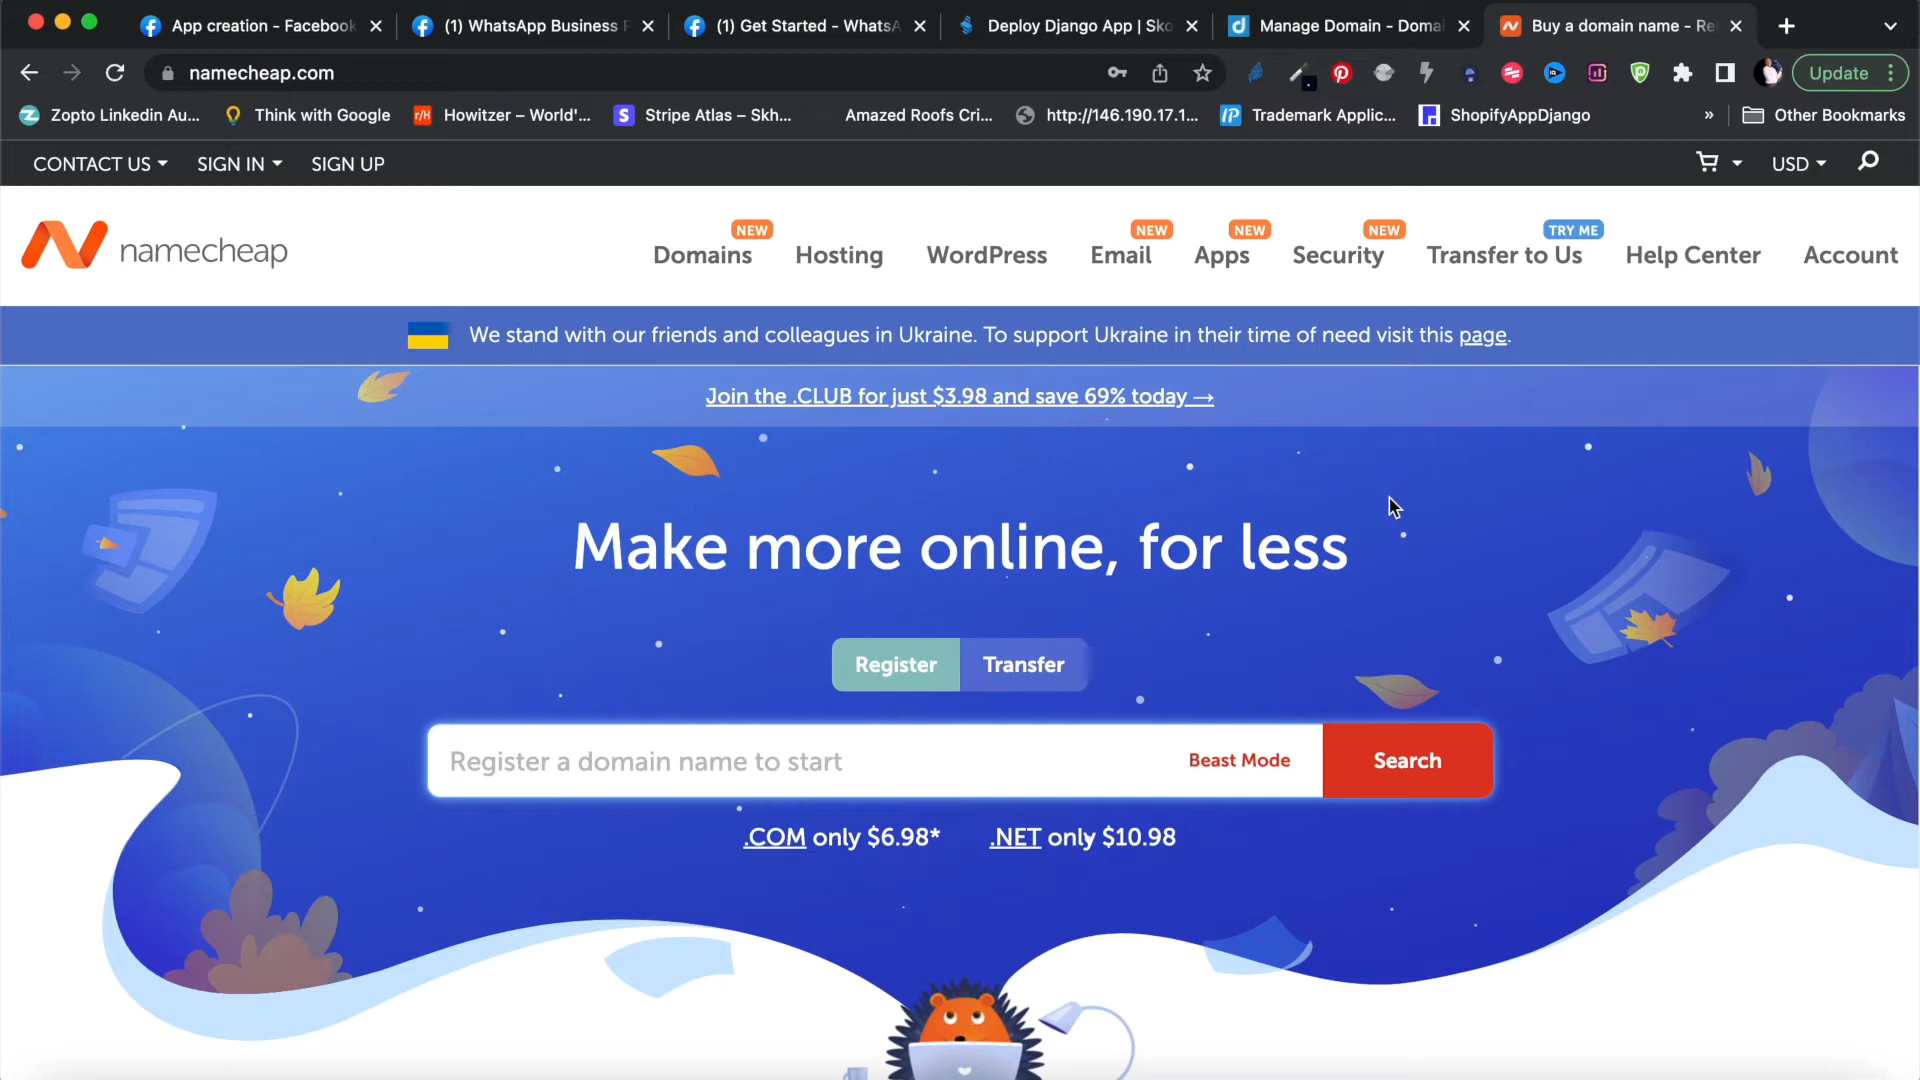 App creation - Facebook
(1) WhatsApp Business P
(1) Get Started - WhatsA
Deploy Django App | Sko
Manage Domain - Domai
Buy a domain name - Re
namecheap.com
Update
Zopto Linkedin Au...
Think with Google
r/H
Howitzer – World'...
S
Stripe Atlas – Skh...
Amazed Roofs Cri...
http://146.190.17.1...
IP
Trademark Applic...
ShopifyAppDjango
»
Other Bookmarks
CONTACT US
SIGN IN
SIGN UP
USD
namecheap
NEW
NEW
NEW
NEW
TRY ME
Domains
Hosting
WordPress
Email
Apps
Security
Transfer to Us
Help Center
Account
We stand with our friends and colleagues in Ukraine. To support Ukraine in their time of need visit this page.
Join the .CLUB for just $3.98 and save 69% today →
Make more online, for less
Register
Transfer
Register a domain name to start
Beast Mode
Search
.COM only $6.98*
.NET only $10.98